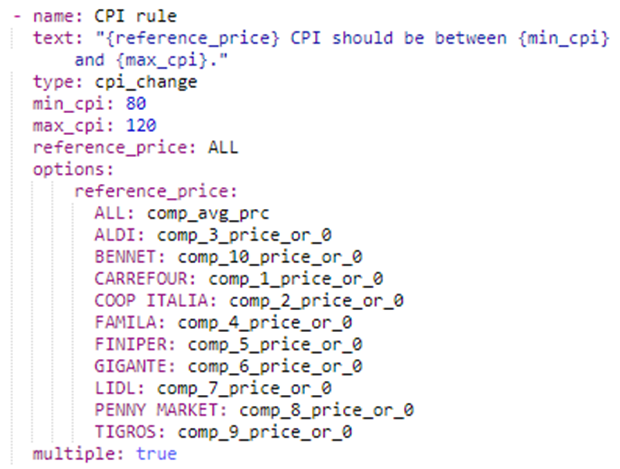 - name: CPI rule
text: "{reference_price} CPI should be between {min_cpi}
and {max_cpi}."
type: cpi_change
min_cpi: 80
max_cpi: 120
reference_price: ALL
options:
reference_price:
ALL: comp_avg_prc
ALDI: comp_3_price_or_0
BENNET: comp_10_price_or_0
CARREFOUR: comp_1_price_or_0
COOP ITALIA: comp_2_price_or_0
FAMILA: comp_4_price_or_0
FINIPER: comp_5_price_or_0
GIGANTE: comp_6_price_or_0
LIDL: comp_7_price_or_0
PENNY MARKET: comp_8_price_or_0
TIGROS: comp_9_price_or_0
multiple: true